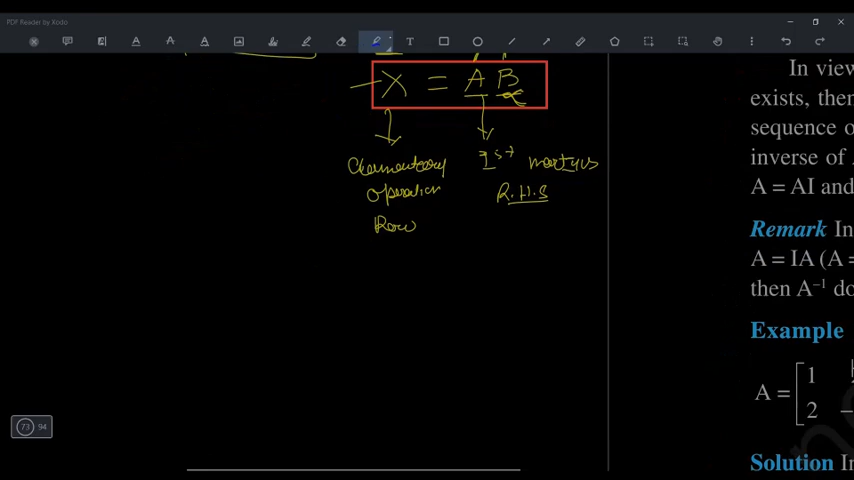 PDF Reader by Xodo
X = A B
Elementary
Operation
Row
1st matrix
R.H.S
In view
exists, then
sequence o
inverse of
A = AI and
Remark In
A = IA (A =
then A⁻¹ do
Example
A = [1
2 –
Solution In
73 94